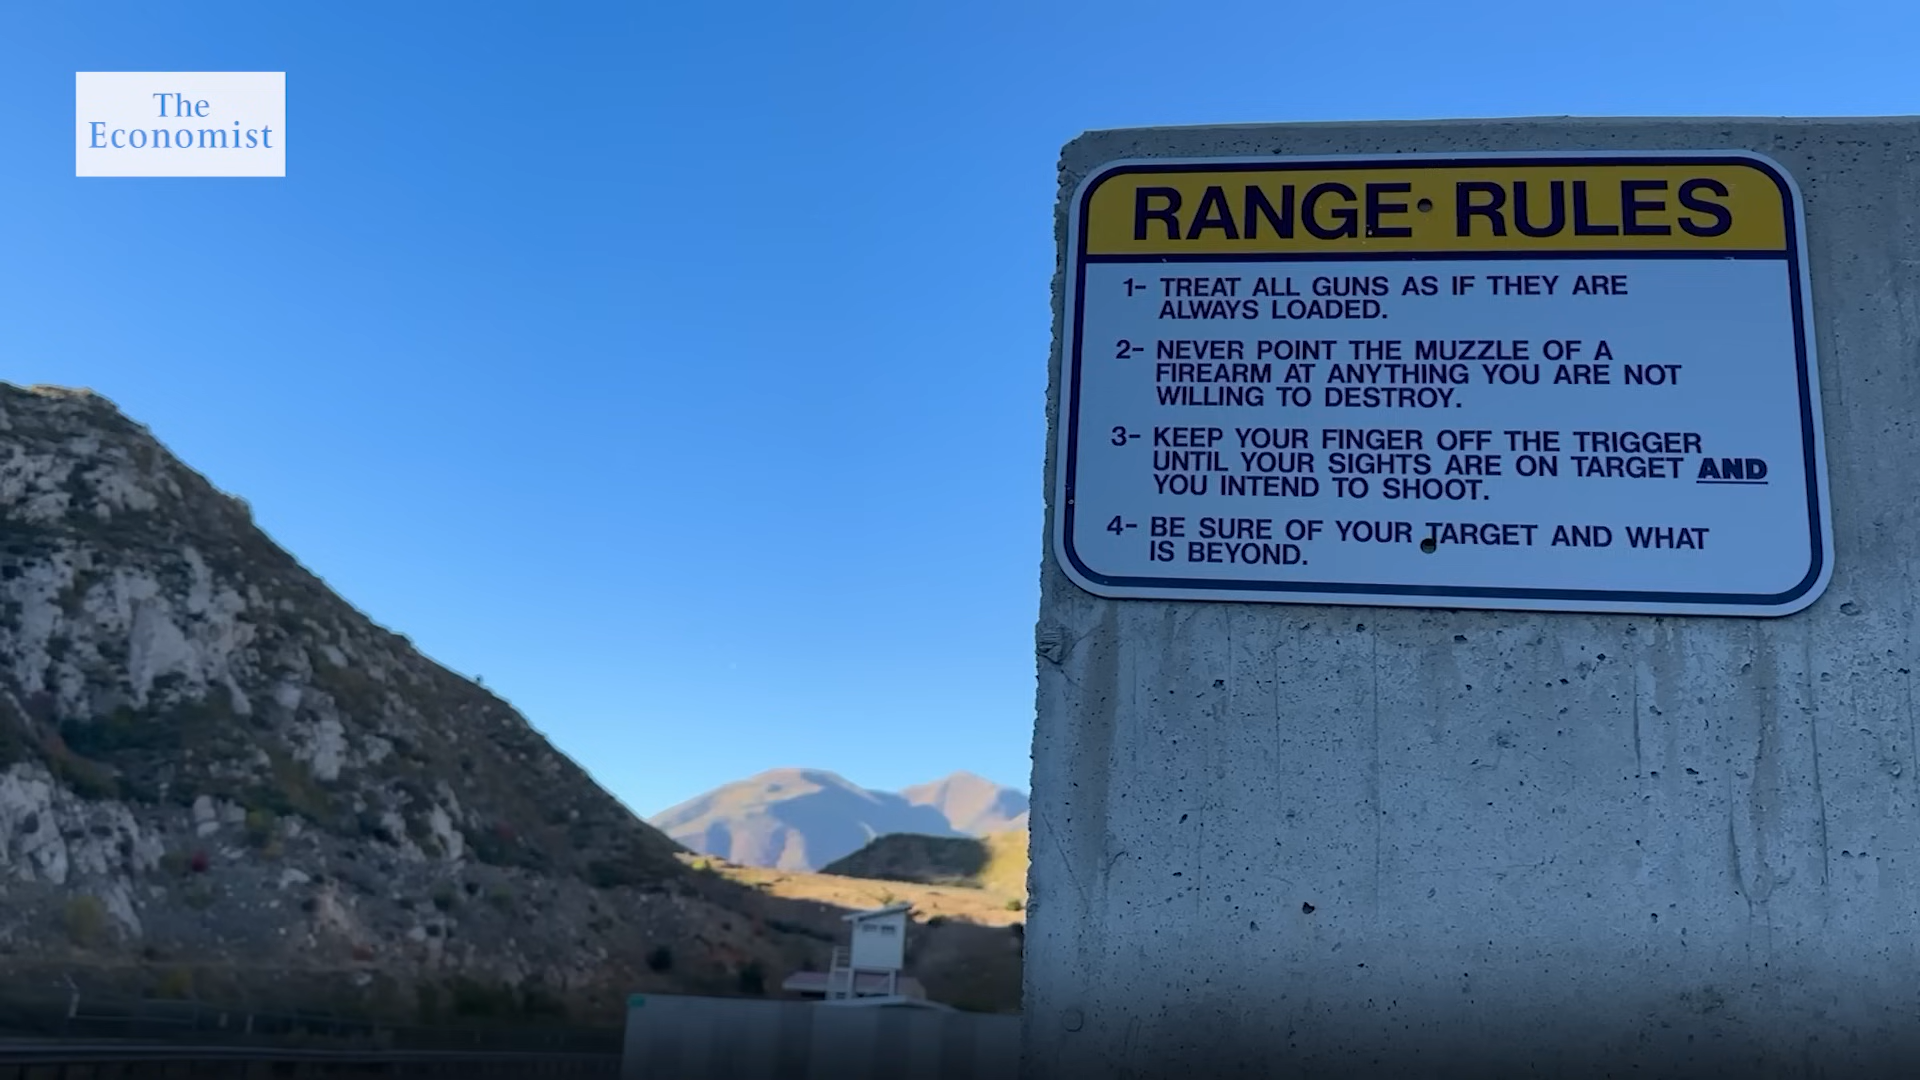 The
Economist
RANGE RULES
1- TREAT ALL GUNS AS IF THEY ARE
ALWAYS LOADED.
2- NEVER POINT THE MUZZLE OF A
FIREARM AT ANYTHING YOU ARE NOT
WILLING TO DESTROY.
3- KEEP YOUR FINGER OFF THE TRIGGER
UNTIL YOUR SIGHTS ARE ON TARGET AND
YOU INTEND TO SHOOT.
4- BE SURE OF YOUR TARGET AND WHAT
IS BEYOND.